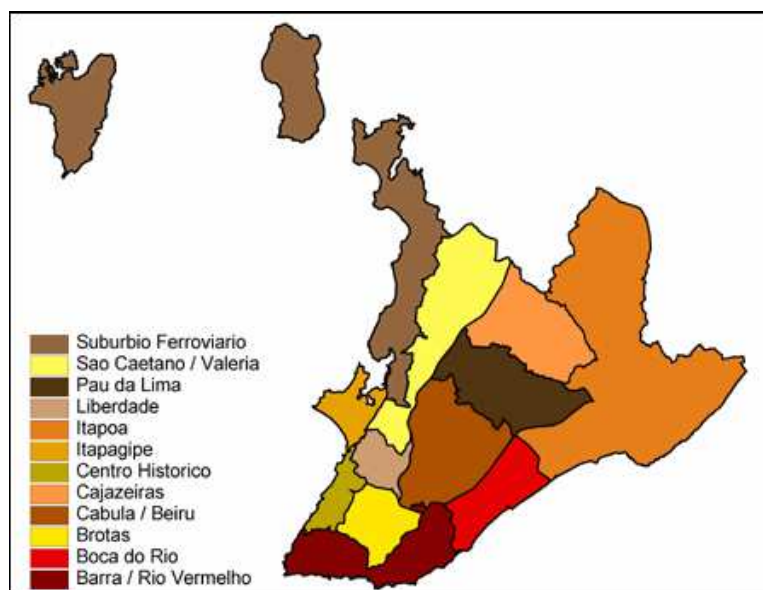 Suburbio Ferroviario
Sao Caetano / Valeria
Pau da Lima
Liberdade
Itapoa
Itapagipe
Centro Historico
Cajazeiras
Cabula / Beiru
Brotas
Boca do Rio
Barra / Rio Vermelho